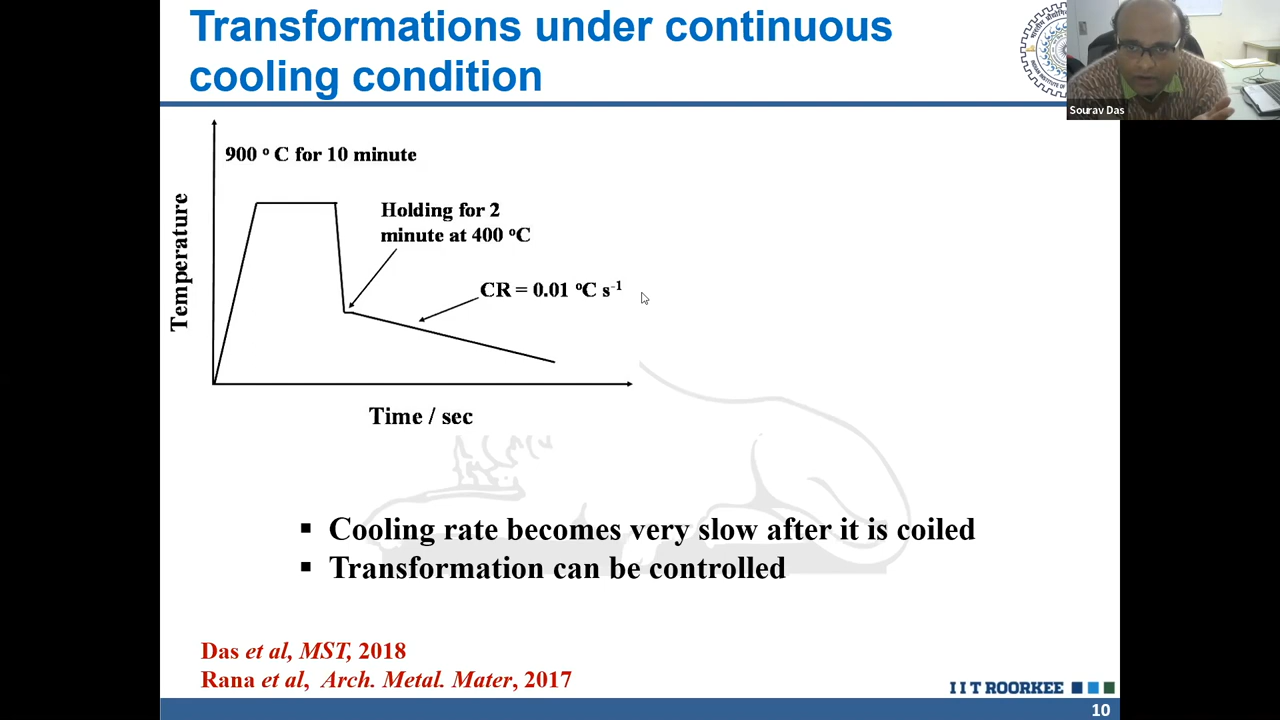 Transformations under continuous
cooling condition
Sourav Das
900 º C for 10 minute
Holding for 2
minute at 400 ºC
CR = 0.01 ºC s⁻¹
Temperature
Time / sec
▪ Cooling rate becomes very slow after it is coiled
▪ Transformation can be controlled
Das et al, MST, 2018
Rana et al, Arch. Metal. Mater, 2017
I I T ROORKEE
10